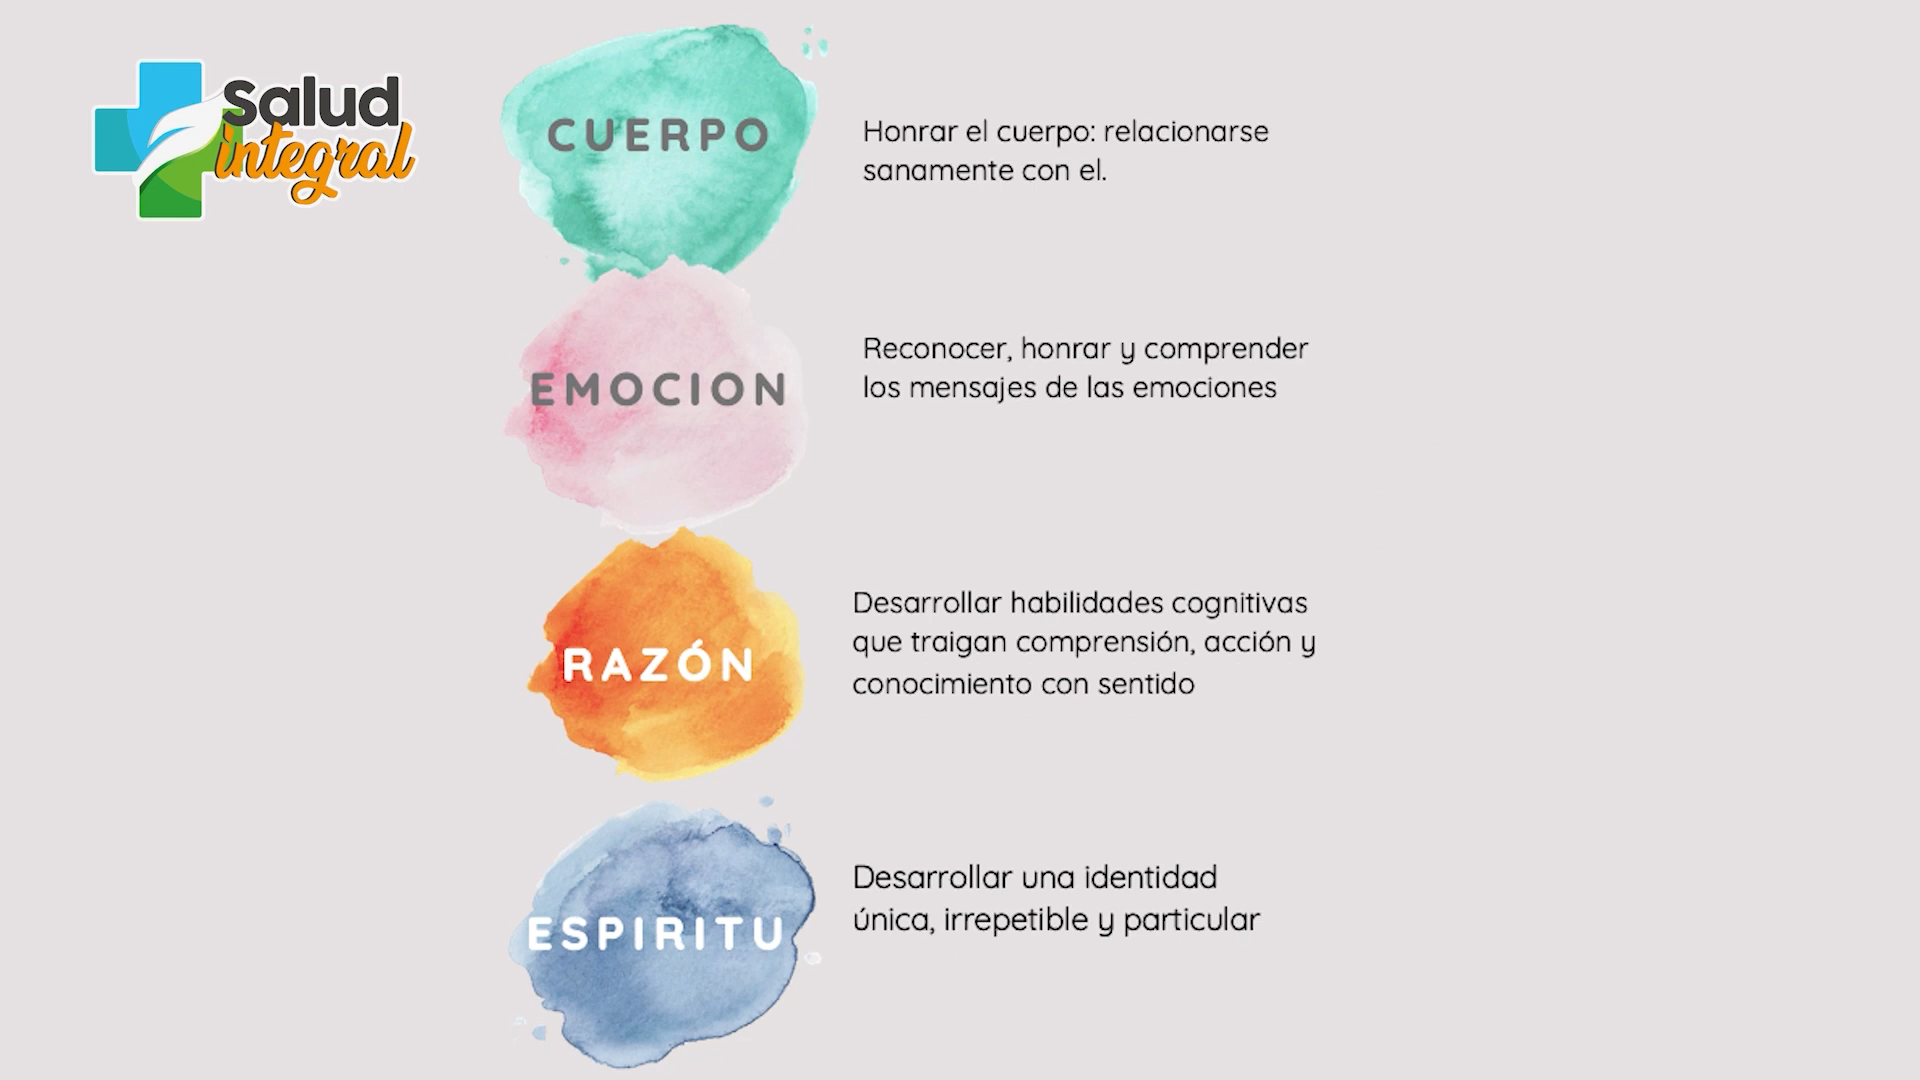 Salud
integral
CUERPO
Honrar el cuerpo: relacionarse
sanamente con el.
EMOCION
Reconocer, honrar y comprender
los mensajes de las emociones
RAZÓN
Desarrollar habilidades cognitivas
que traigan comprensión, acción y
conocimiento con sentido
ESPIRITU
Desarrollar una identidad
única, irrepetible y particular